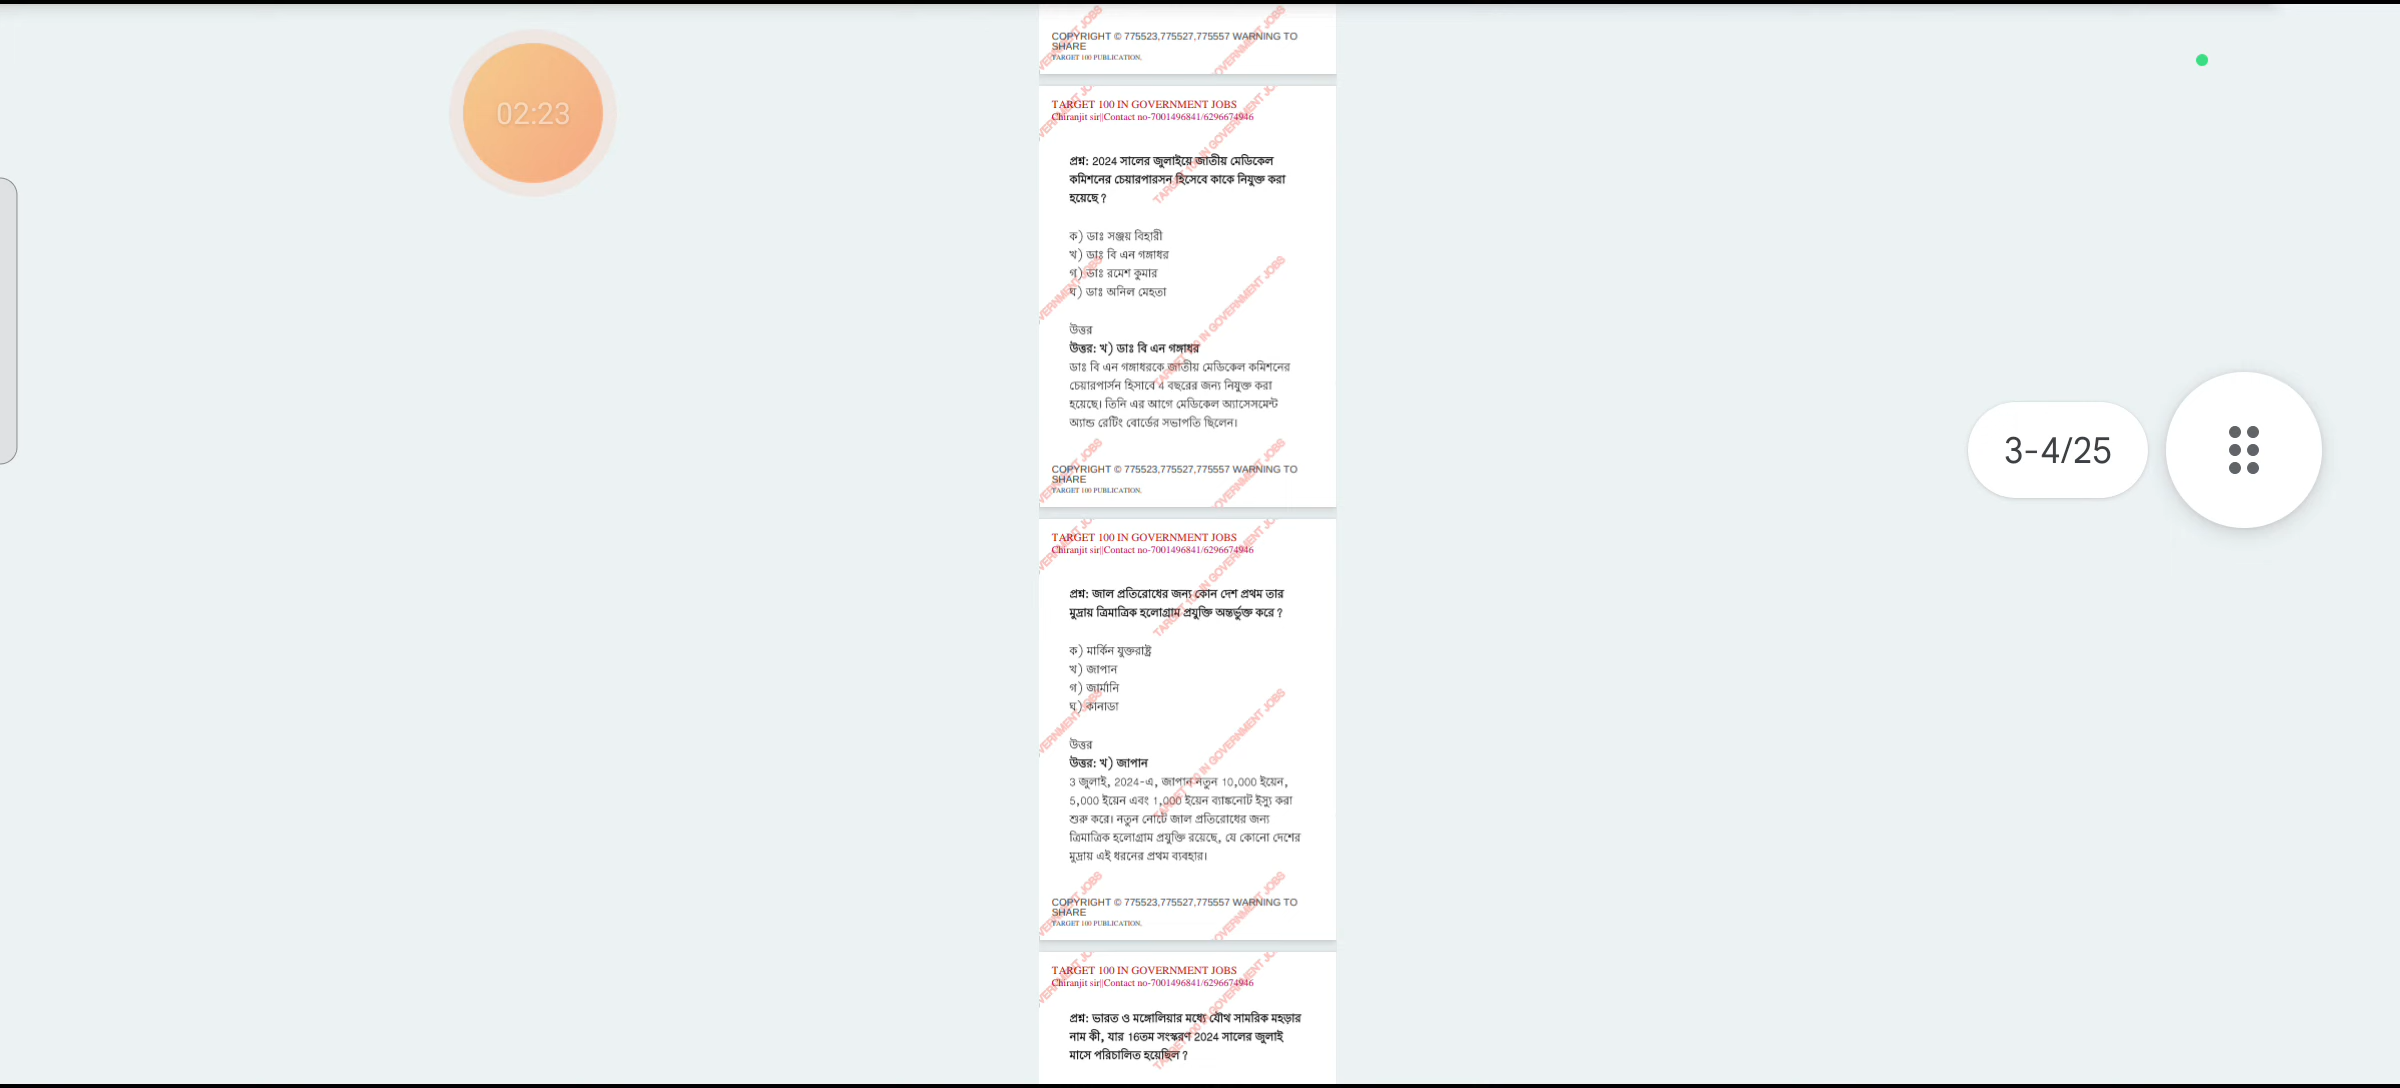 COPYRIGHT © 775523,775527,775557 WARNING TO
SHARE
TARGET 100 PUBLICATION,
02:23
TARGET 100 IN GOVERNMENT JOBS
Chiranjit sir||Contact no-7001496841/6296674946
প্রশ্ন: 2024 সালের জুলাইয়ে জাতীয় মেডিকেল
কমিশনের চেয়ারপারসন হিসেবে কাকে নিযুক্ত করা
হয়েছে ?
ক) ডাঃ সঞ্জয় বিহারী
খ) ডাঃ বি এন গঙ্গাধর
গ) ডাঃ রমেশ কুমার
ঘ) ডাঃ অনিল মেহতা
উত্তর
উত্তর: খ) ডাঃ বি এন গঙ্গাধর
ডাঃ বি এন গঙ্গাধরকে জাতীয় মেডিকেল কমিশনের
চেয়ারপার্সন হিসাবে 4 বছরের জন্য নিযুক্ত করা
হয়েছে। তিনি এর আগে মেডিকেল অ্যাসেসমেন্ট
অ্যান্ড রেটিং বোর্ডের সভাপতি ছিলেন।
COPYRIGHT © 775523,775527,775557 WARNING TO
SHARE
TARGET 100 PUBLICATION,
3-4/25
TARGET 100 IN GOVERNMENT JOBS
Chiranjit sir||Contact no-7001496841/6296674946
প্রশ্ন: জাল প্রতিরোধের জন্য কোন দেশ প্রথম তার
মুদ্রায় ত্রিমাত্রিক হলোগ্রাম প্রযুক্তি অন্তর্ভুক্ত করে ?
ক) মার্কিন যুক্তরাষ্ট্র
খ) জাপান
গ) জার্মানি
ঘ) কানাডা
উত্তর
উত্তর: খ) জাপান
3 জুলাই, 2024-এ, জাপান নতুন 10,000 ইয়েন,
5,000 ইয়েন এবং 1,000 ইয়েন ব্যাঙ্কনোট ইস্যু করা
শুরু করে। নতুন নোটে জাল প্রতিরোধের জন্য
ত্রিমাত্রিক হলোগ্রাম প্রযুক্তি রয়েছে, যে কোনো দেশের
মুদ্রায় এই ধরনের প্রথম ব্যবহার।
COPYRIGHT © 775523,775527,775557 WARNING TO
SHARE
TARGET 100 PUBLICATION,
TARGET 100 IN GOVERNMENT JOBS
Chiranjit sir||Contact no-7001496841/6296674946
প্রশ্ন: ভারত ও মঙ্গোলিয়ার মধ্যে যৌথ সামরিক মহড়ার
নাম কী, যার 16তম সংস্করণ 2024 সালের জুলাই
মাসে পরিচালিত হয়েছিল ?
TARGET 100 IN GOVERNMENT JOBS